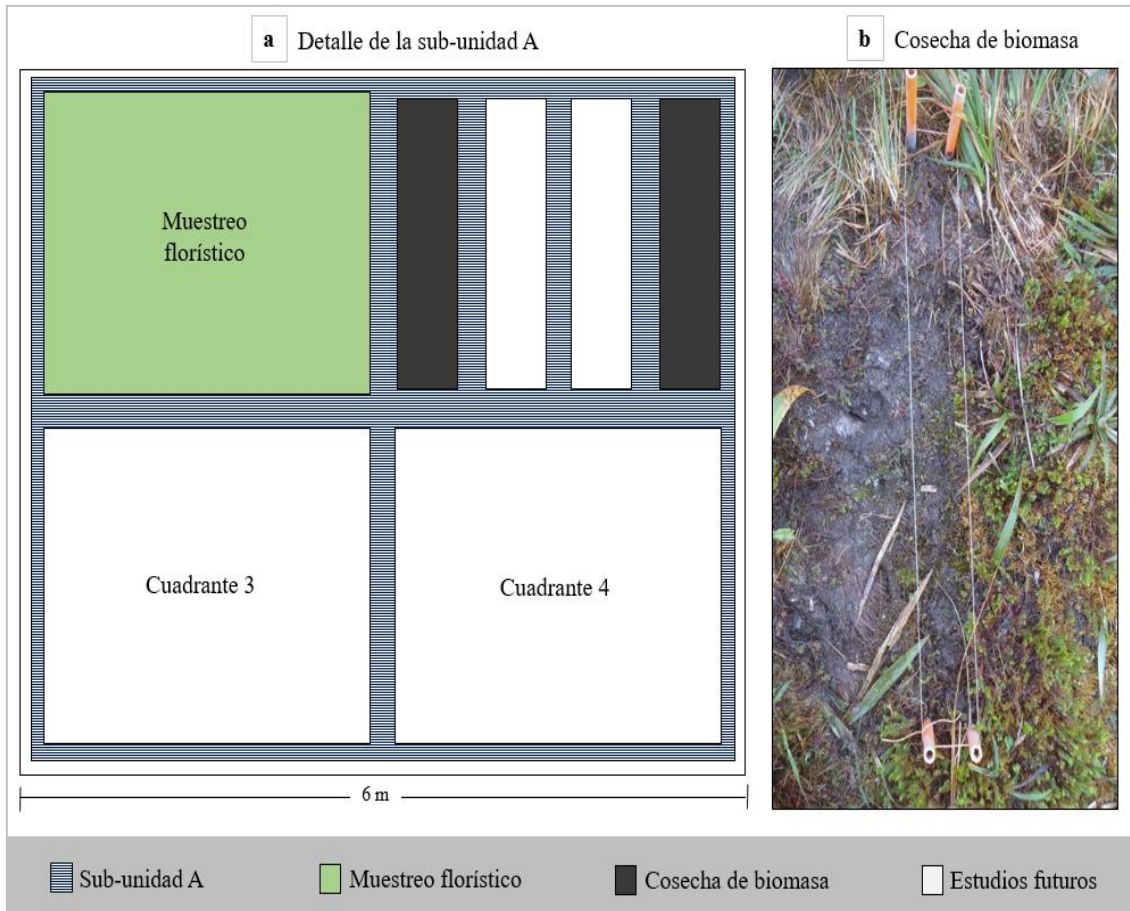 a Detalle de la sub-unidad A
b Cosecha de biomasa
Muestreo
florístico
Cuadrante 3
Cuadrante 4
6 m
Sub-unidad A
Muestreo florístico
Cosecha de biomasa
Estudios futuros